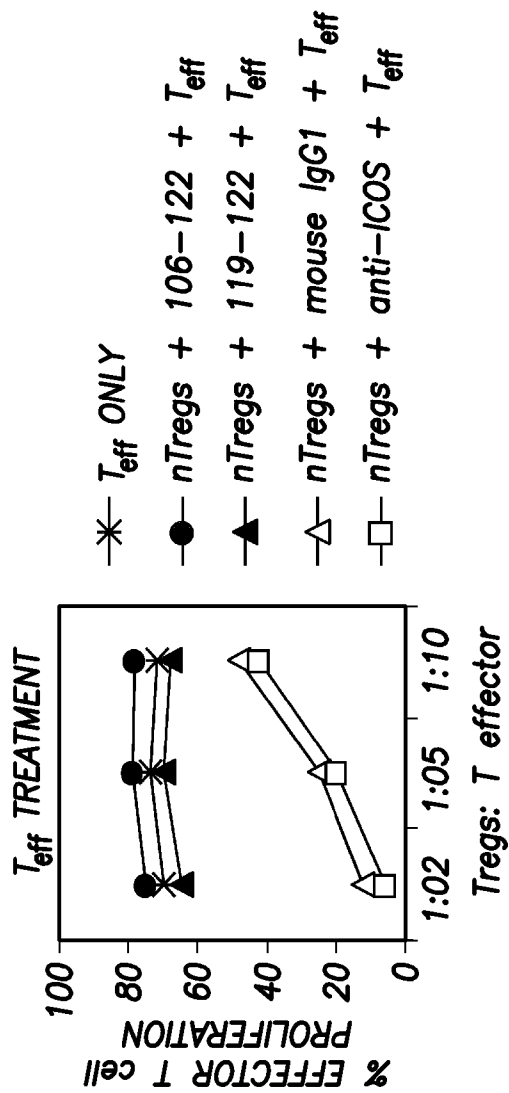 T_eff TREATMENT
% EFFECTOR T cell
PROLIFERATION
100
80
60
40
20
0
1:02
1:05
1:10
Tregs: T effector
T_eff ONLY
nTregs + 106-122 + T_eff
nTregs + 119-122 + T_eff
nTregs + mouse IgG1 + T_eff
nTregs + anti-ICOS + T_eff